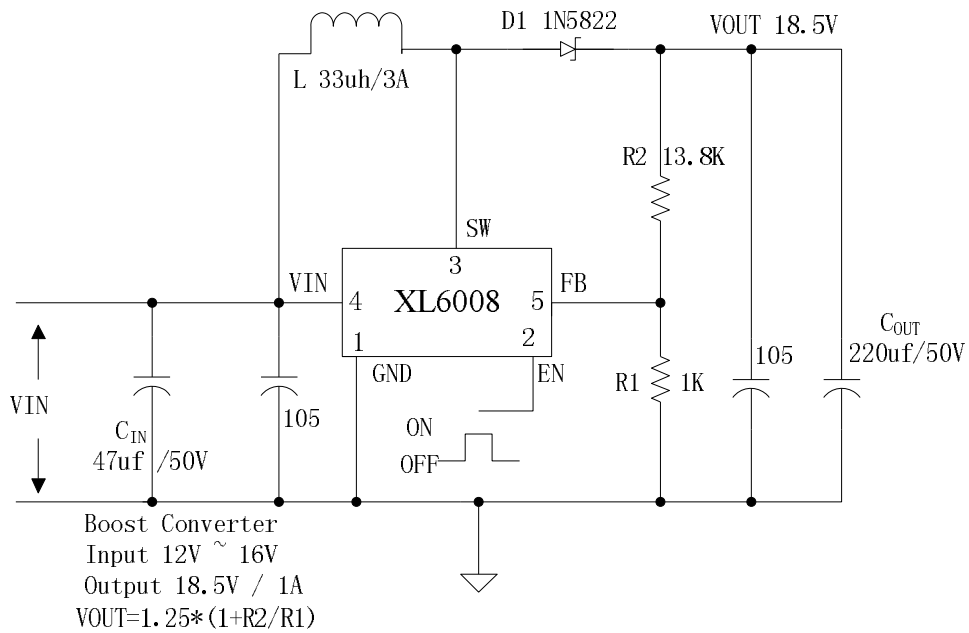 D1 1N5822
VOUT 18.5V
L 33uh/3A
R2 13.8K
SW
3
VIN
4
XL6008
5
FB
1
2
GND
EN
R1 1K
105
COUT
220uf/50V
VIN
CIN
47uf /50V
105
ON
OFF
Boost Converter
Input 12V ~ 16V
Output 18.5V / 1A
VOUT=1.25*(1+R2/R1)